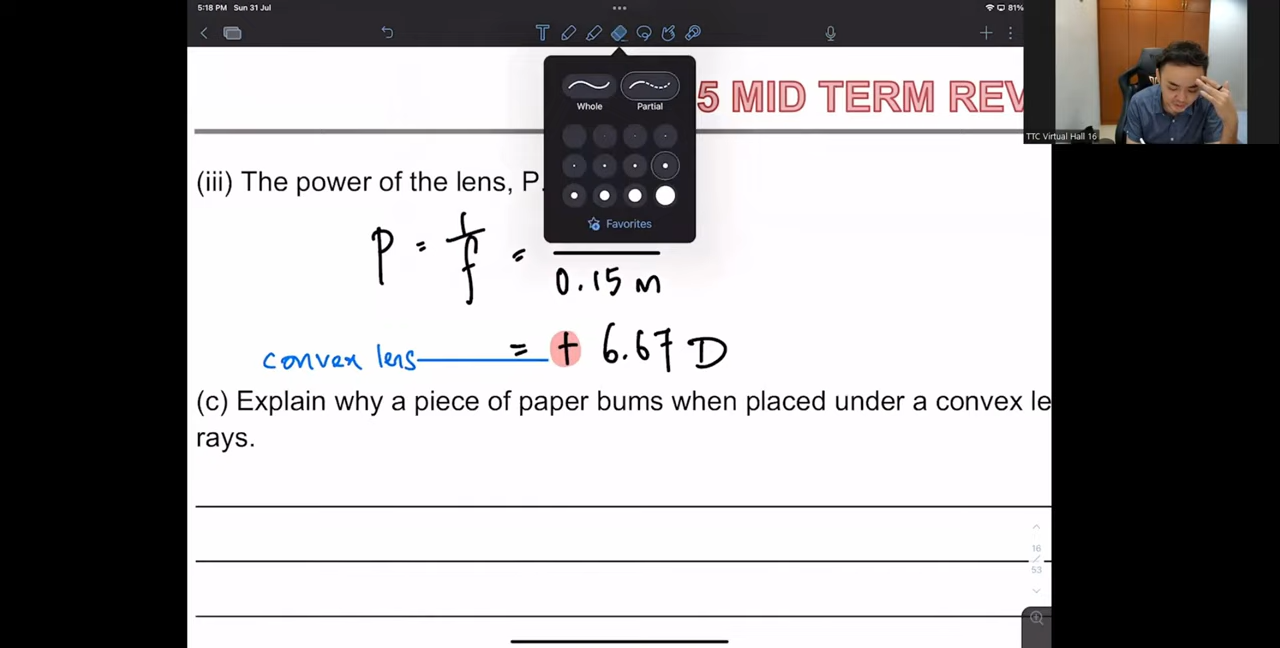 5:18 PM Sun 31 Jul
81%
T
Whole
Partial
Favorites
5 MID TERM REV
TTC Virtual Hall 16
(iii) The power of the lens, P.
P = 1/f =
0.15 m
= + 6.67 D
convex lens
(c) Explain why a piece of paper bums when placed under a convex le
rays.
16
53